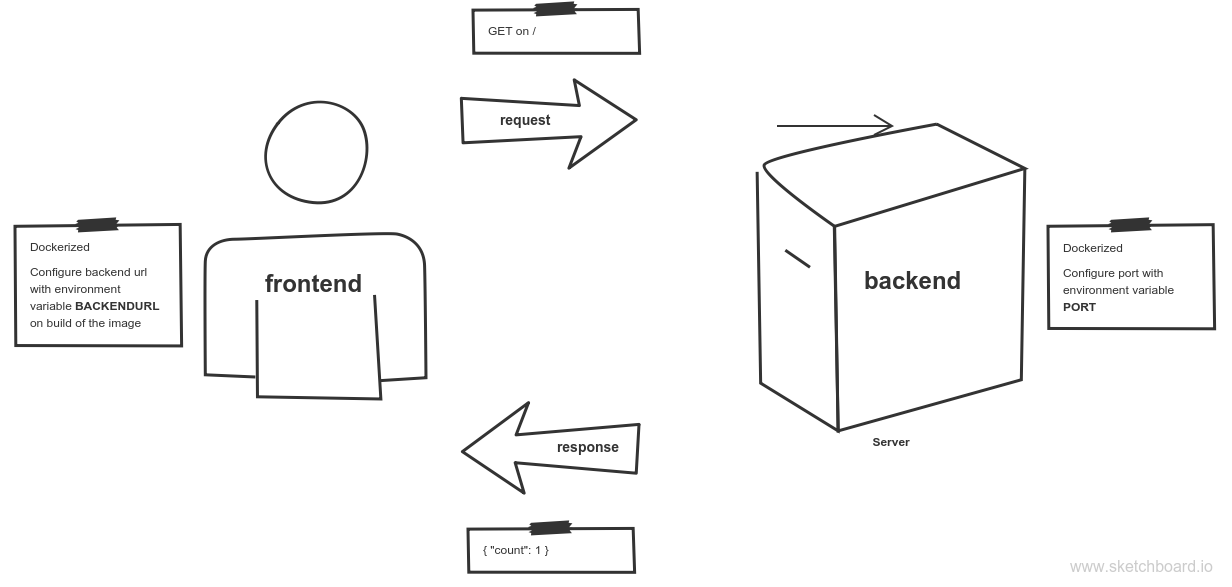 GET on /
request
Dockerized
Configure backend url
with environment
variable BACKENDURL
on build of the image
frontend
backend
Dockerized
Configure port with
environment variable
PORT
response
Server
{ "count": 1 }
www.sketchboard.io